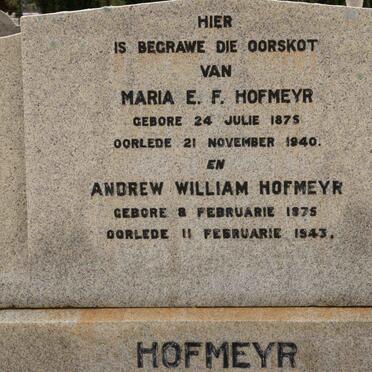 HIER
IS BEGRAWE DIE OORSKOT
VAN
MARIA E. F. HOFMEYR
GEBORE 24 JULIE 1875
OORLEDE 21 NOVEMBER 1940.
EN
ANDREW WILLIAM HOFMEYR
GEBORE 8 FEBRUARIE 1875
OORLEDE 11 FEBRUARIE 1943.
HOFMEYR